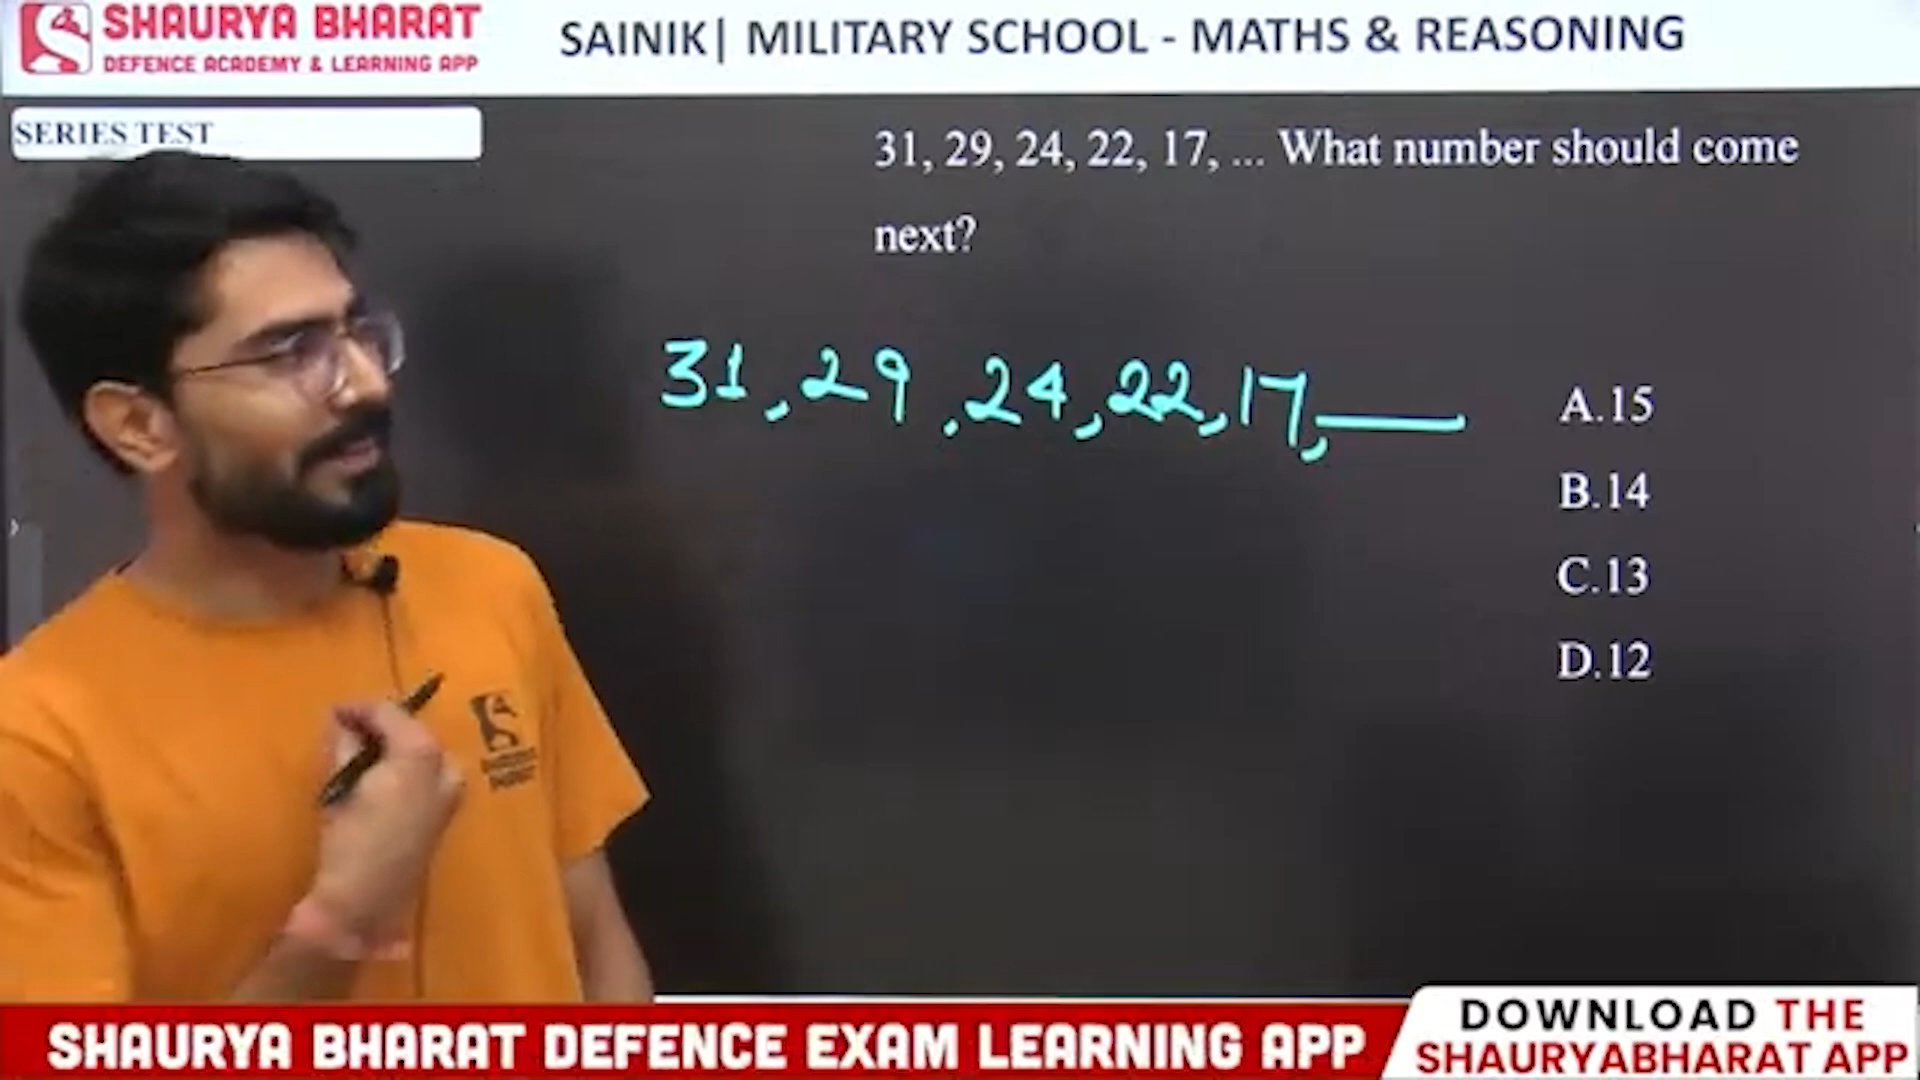 SHAURYA BHARAT
DEFENCE ACADEMY & LEARNING APP
SAINIK| MILITARY SCHOOL - MATHS & REASONING
SERIES TEST
31, 29, 24, 22, 17, ... What number should come
next?
31, 29, 24, 22, 17, ____
A.15
B.14
C.13
D.12
SHAURYA BHARAT DEFENCE EXAM LEARNING APP
DOWNLOAD THE
SHAURYABHARAT APP